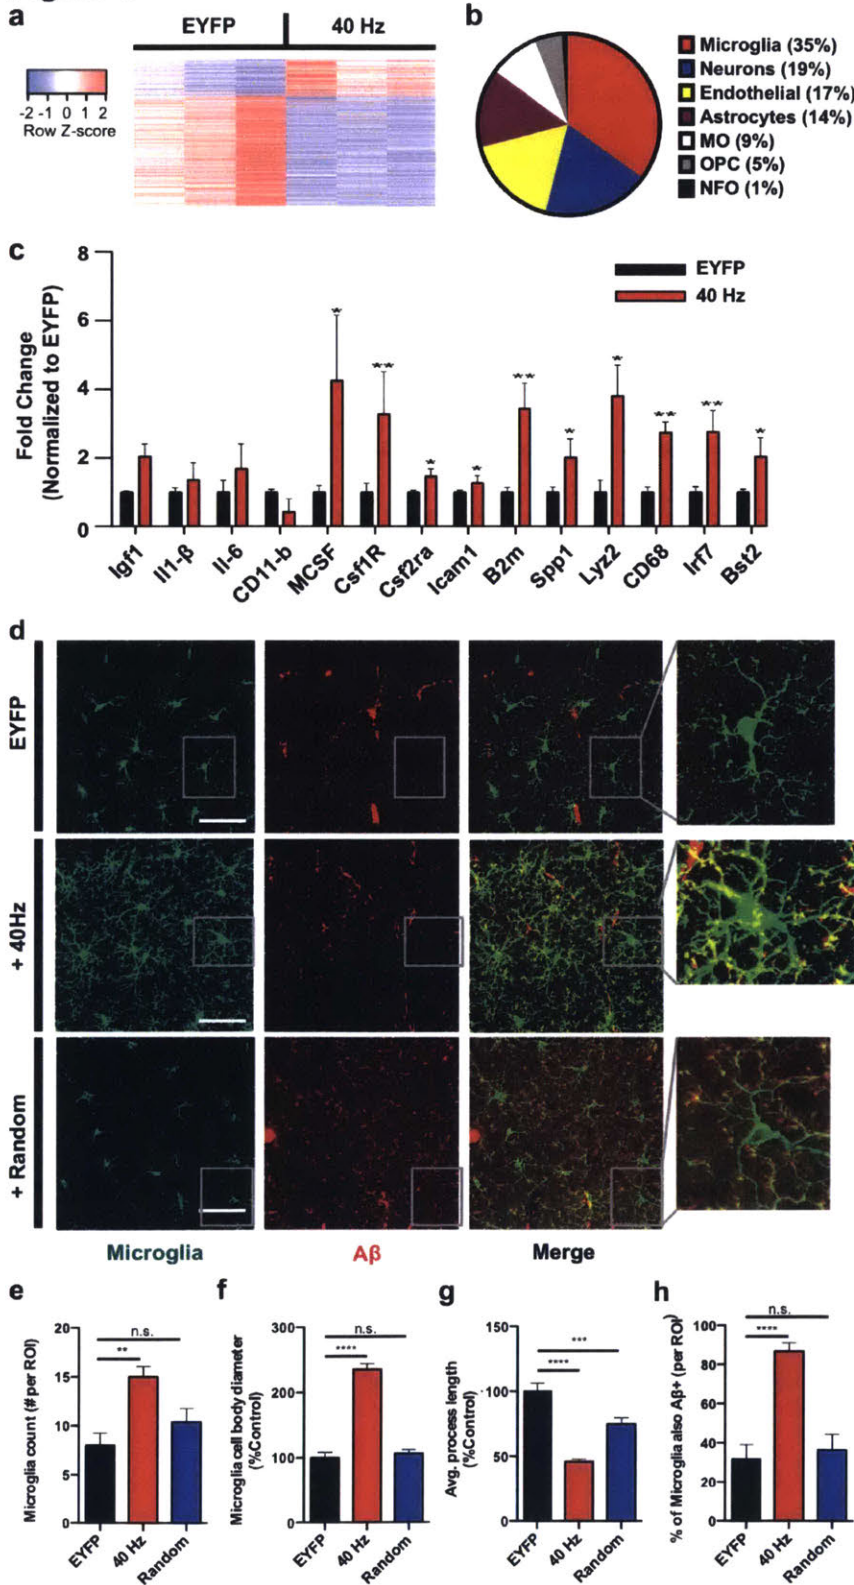 a
EYFP 40 Hz
-2 -1 0 1 2
Row Z-score
b
Microglia (35%)
Neurons (19%)
Endothelial (17%)
Astrocytes (14%)
MO (9%)
OPC (5%)
NFO (1%)
c
Fold Change
(Normalized to EYFP)
8
6
4
2
0
EYFP
40 Hz
* ** * * ** * * ** ** *
Igf1 Il1-β Il-6 CD11-b MCSF Csf1R Csf2ra Icam1 B2m Spp1 Lyz2 CD68 Irf7 Bst2
d
EYFP
+ 40Hz
+ Random
Microglia Aβ Merge
e
Microglia count (# per ROI)
20
15
10
5
0
n.s.
**
EYFP 40 Hz Random
f
Microglia cell body diameter
(%Control)
300
200
100
0
n.s.
****
EYFP 40 Hz Random
g
Avg. process length
(%Control)
150
100
50
0
***
****
EYFP 40 Hz Random
h
% of Microglia also Aβ+ (per ROI)
100
80
60
40
20
0
n.s.
****
EYFP 40 Hz Random